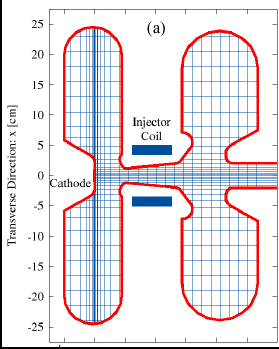 (a)
Transverse Direction: x [cm]
25
20
15
10
5
0
-5
-10
-15
-20
-25
Injector
Coil
Cathode